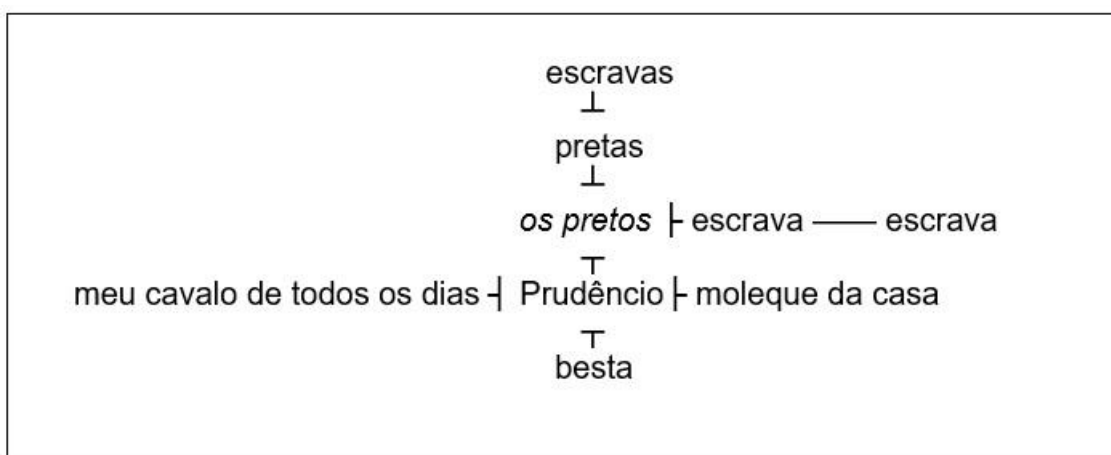 escravas
⊥
pretas
⊥
os pretos ├ escrava —— escrava
┬
meu cavalo de todos os dias ┤ Prudêncio ├ moleque da casa
┬
besta